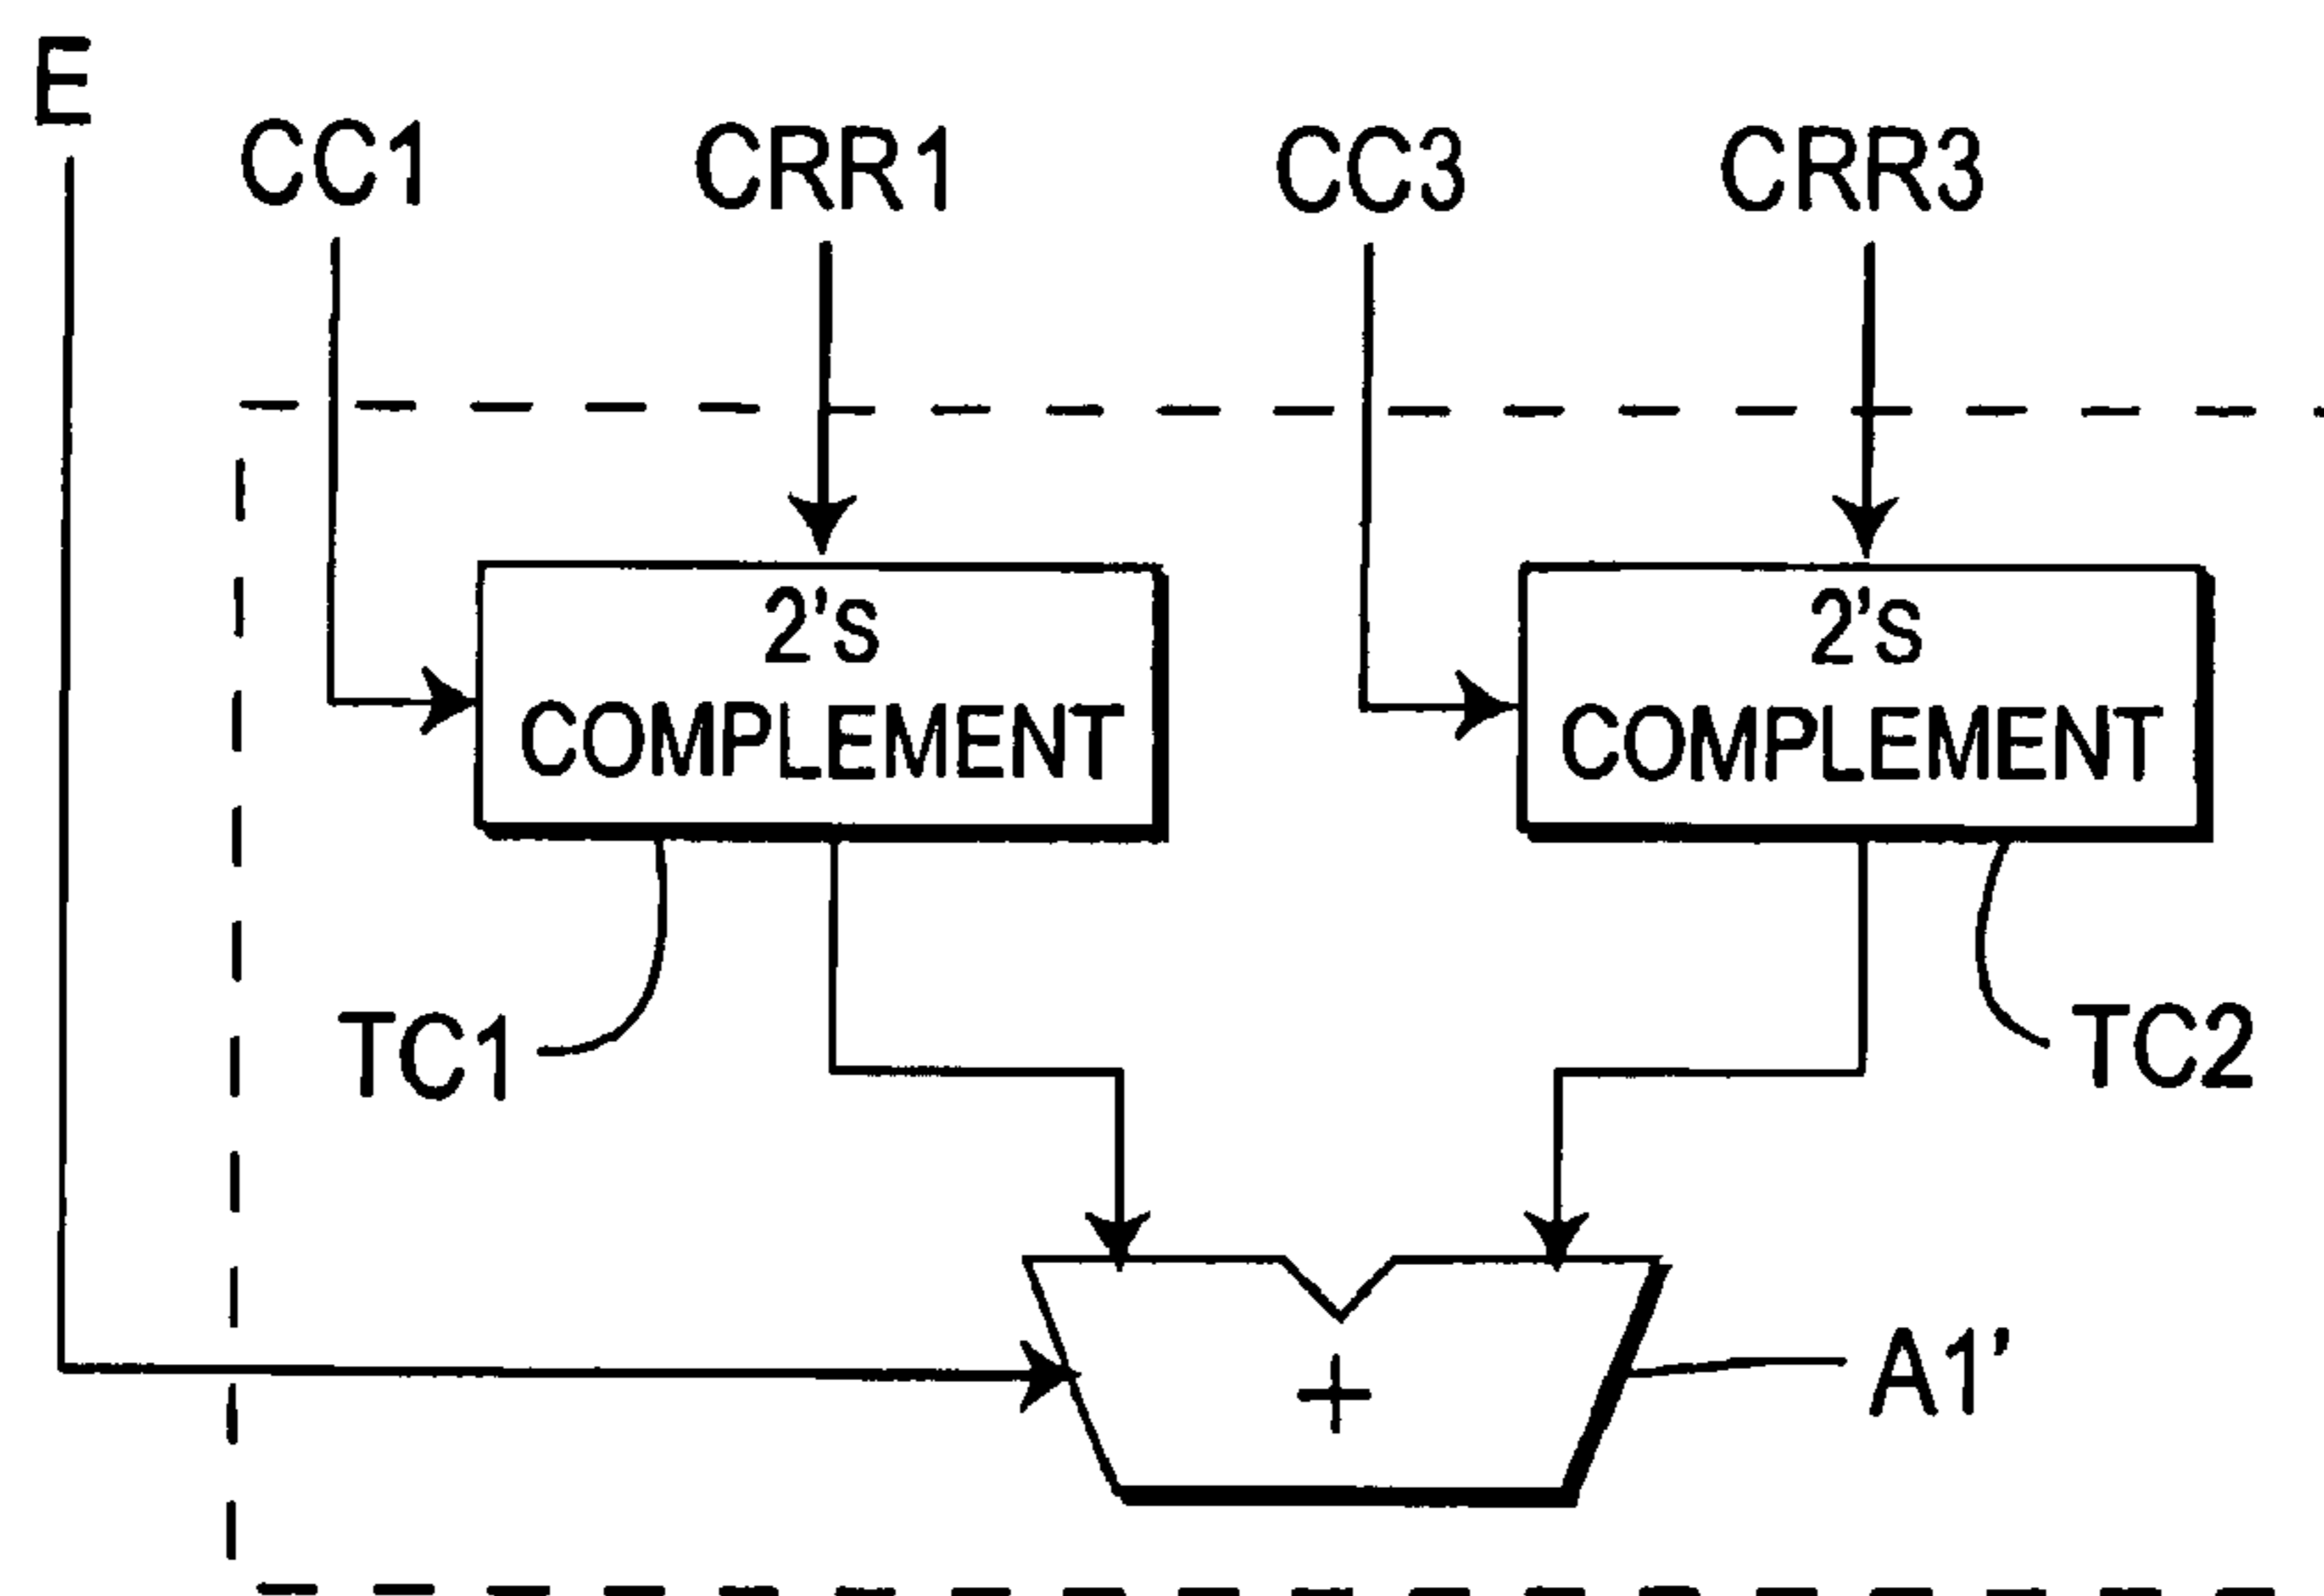 E
CC1
CRR1
CC3
CRR3
2's
COMPLEMENT
2's
COMPLEMENT
TC1
TC2
+
A1'